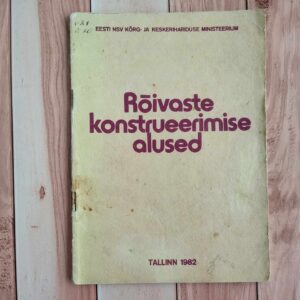 EESTI NSV KÕRG- JA KESKERIHARIDUSE MINISTEERIUM
Rõivaste
konstrueerimise
alused
TALLINN 1982